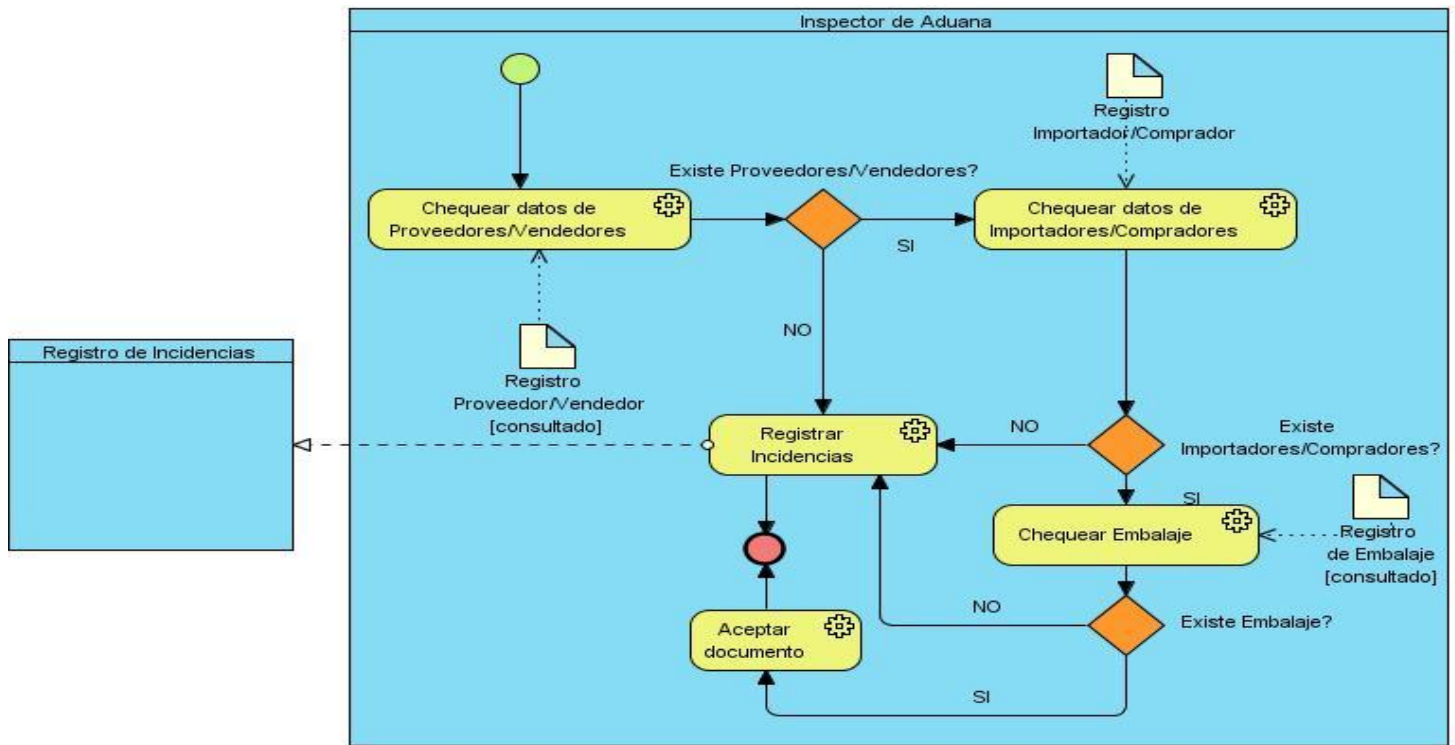 Inspector de Aduana
Registro
Importador/Comprador
Existe Proveedores/Vendedores?
Chequear datos de
Proveedores/Vendedores
SI
Chequear datos de
Importadores/Compradores
NO
Registro de Incidencias
Registro
Proveedor/Vendedor
[consultado]
Registrar
Incidencias
NO
Existe
Importadores/Compradores?
SI
Chequear Embalaje
Registro
de Embalaje
[consultado]
NO
Existe Embalaje?
Aceptar
documento
SI